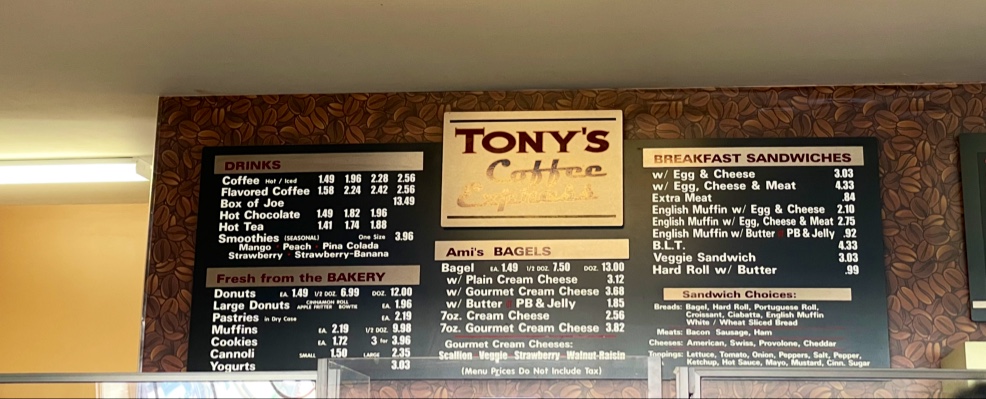 TONY'S
Coffee
Express
DRINKS
Coffee Hot / Iced 1.49 1.96 2.28 2.56
Flavored Coffee 1.58 2.24 2.42 2.56
Box of Joe 13.49
Hot Chocolate 1.49 1.82 1.96
Hot Tea 1.41 1.74 1.88
Smoothies (SEASONAL) One Size 3.96
Mango Peach Pina Colada
Strawberry Strawberry-Banana
Fresh from the BAKERY
Donuts EA. 1.49 1/2 DOZ. 6.99 DOZ. 12.00
Large Donuts CINNAMON ROLL APPLE FRITTER BOWTIE EA. 1.96
Pastries in Dry Case EA. 2.19
Muffins EA. 2.19 1/2 DOZ. 9.98
Cookies EA. 1.72 3 for 3.96
Cannoli SMALL 1.50 LARGE 2.35
Yogurts 3.03
Ami's BAGELS
Bagel EA. 1.49 1/2 DOZ. 7.50 DOZ. 13.00
w/ Plain Cream Cheese 3.12
w/ Gourmet Cream Cheese 3.68
w/ Butter PB & Jelly 1.85
7oz. Cream Cheese 2.56
7oz. Gourmet Cream Cheese 3.82
Gourmet Cream Cheeses:
Scallion Veggie Strawberry Walnut-Raisin
(Menu Prices Do Not Include Tax)
BREAKFAST SANDWICHES
w/ Egg & Cheese 3.03
w/ Egg, Cheese & Meat 4.33
Extra Meat .84
English Muffin w/ Egg & Cheese 2.10
English Muffin w/ Egg, Cheese & Meat 2.75
English Muffin w/ Butter PB & Jelly .92
B.L.T. 4.33
Veggie Sandwich 3.03
Hard Roll w/ Butter .99
Sandwich Choices:
Breads: Bagel, Hard Roll, Portuguese Roll,
Croissant, Ciabatta, English Muffin
White / Wheat Sliced Bread
Meats: Bacon Sausage, Ham
Cheeses: American, Swiss, Provolone, Cheddar
Toppings: Lettuce, Tomato, Onion, Peppers, Salt, Pepper,
Ketchup, Hot Sauce, Mayo, Mustard, Cinn. Sugar